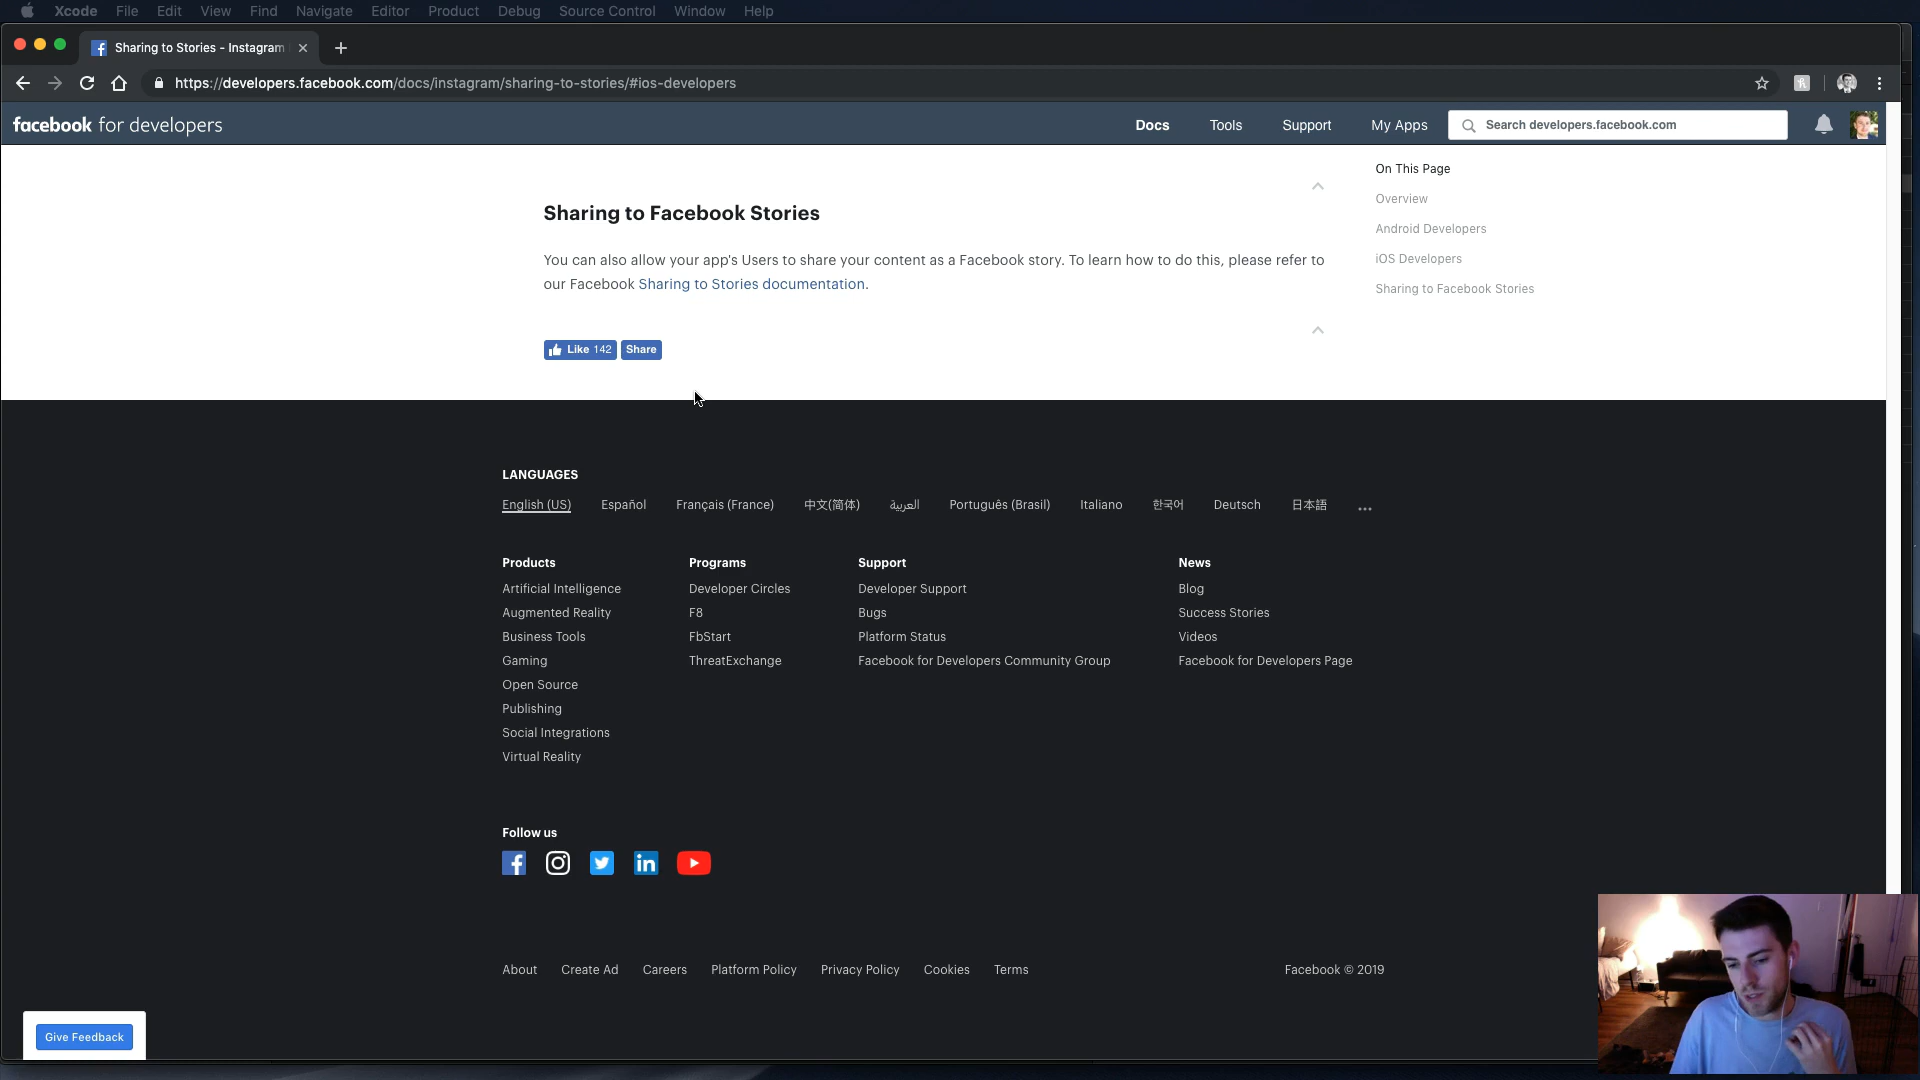 Xcode File Edit View Find Navigate Editor Product Debug Source Control Window Help
Sharing to Stories - Instagram
https://developers.facebook.com/docs/instagram/sharing-to-stories/#ios-developers
facebook for developers Docs Tools Support My Apps Search developers.facebook.com
On This Page
Overview
Android Developers
iOS Developers
Sharing to Facebook Stories
Sharing to Facebook Stories
You can also allow your app's Users to share your content as a Facebook story. To learn how to do this, please refer to
our Facebook Sharing to Stories documentation.
Like 142 Share
LANGUAGES
English (US) Español Français (France) 中文(简体) العربية Português (Brasil) Italiano 한국어 Deutsch 日本語 ...
Products
Artificial Intelligence
Augmented Reality
Business Tools
Gaming
Open Source
Publishing
Social Integrations
Virtual Reality
Programs
Developer Circles
F8
FbStart
ThreatExchange
Support
Developer Support
Bugs
Platform Status
Facebook for Developers Community Group
News
Blog
Success Stories
Videos
Facebook for Developers Page
Follow us
About Create Ad Careers Platform Policy Privacy Policy Cookies Terms Facebook © 2019
Give Feedback